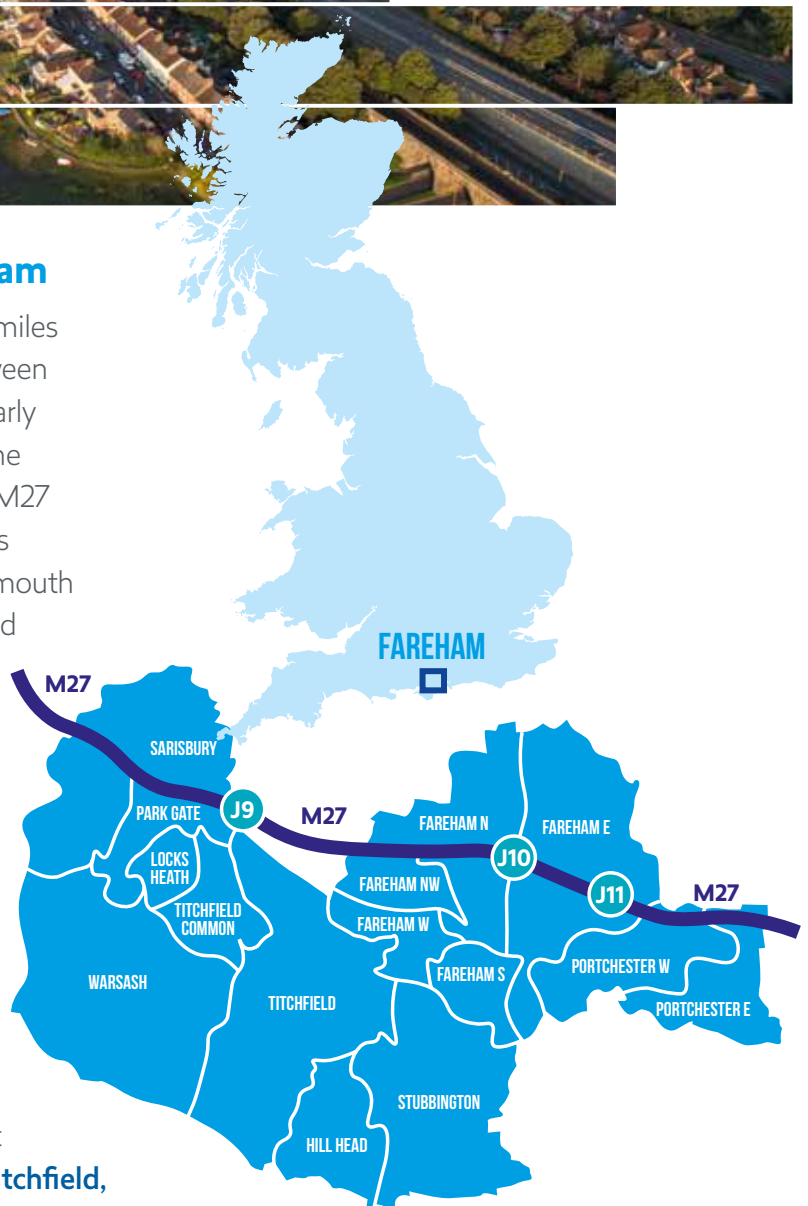 am
miles
een
arly
ne
M27
s
mouth
d
FAREHAM
M27
SARISBURY
PARK GATE
J9
M27
FAREHAM N
FAREHAM E
LOCKS
HEATH
J10
FAREHAM NW
J11
M27
TITCHFIELD
COMMON
FAREHAM W
WARSASH
FAREHAM S
PORTCHESTER W
TITCHFIELD
PORTCHESTER E
STUBBINGTON
HILL HEAD
tchfield,